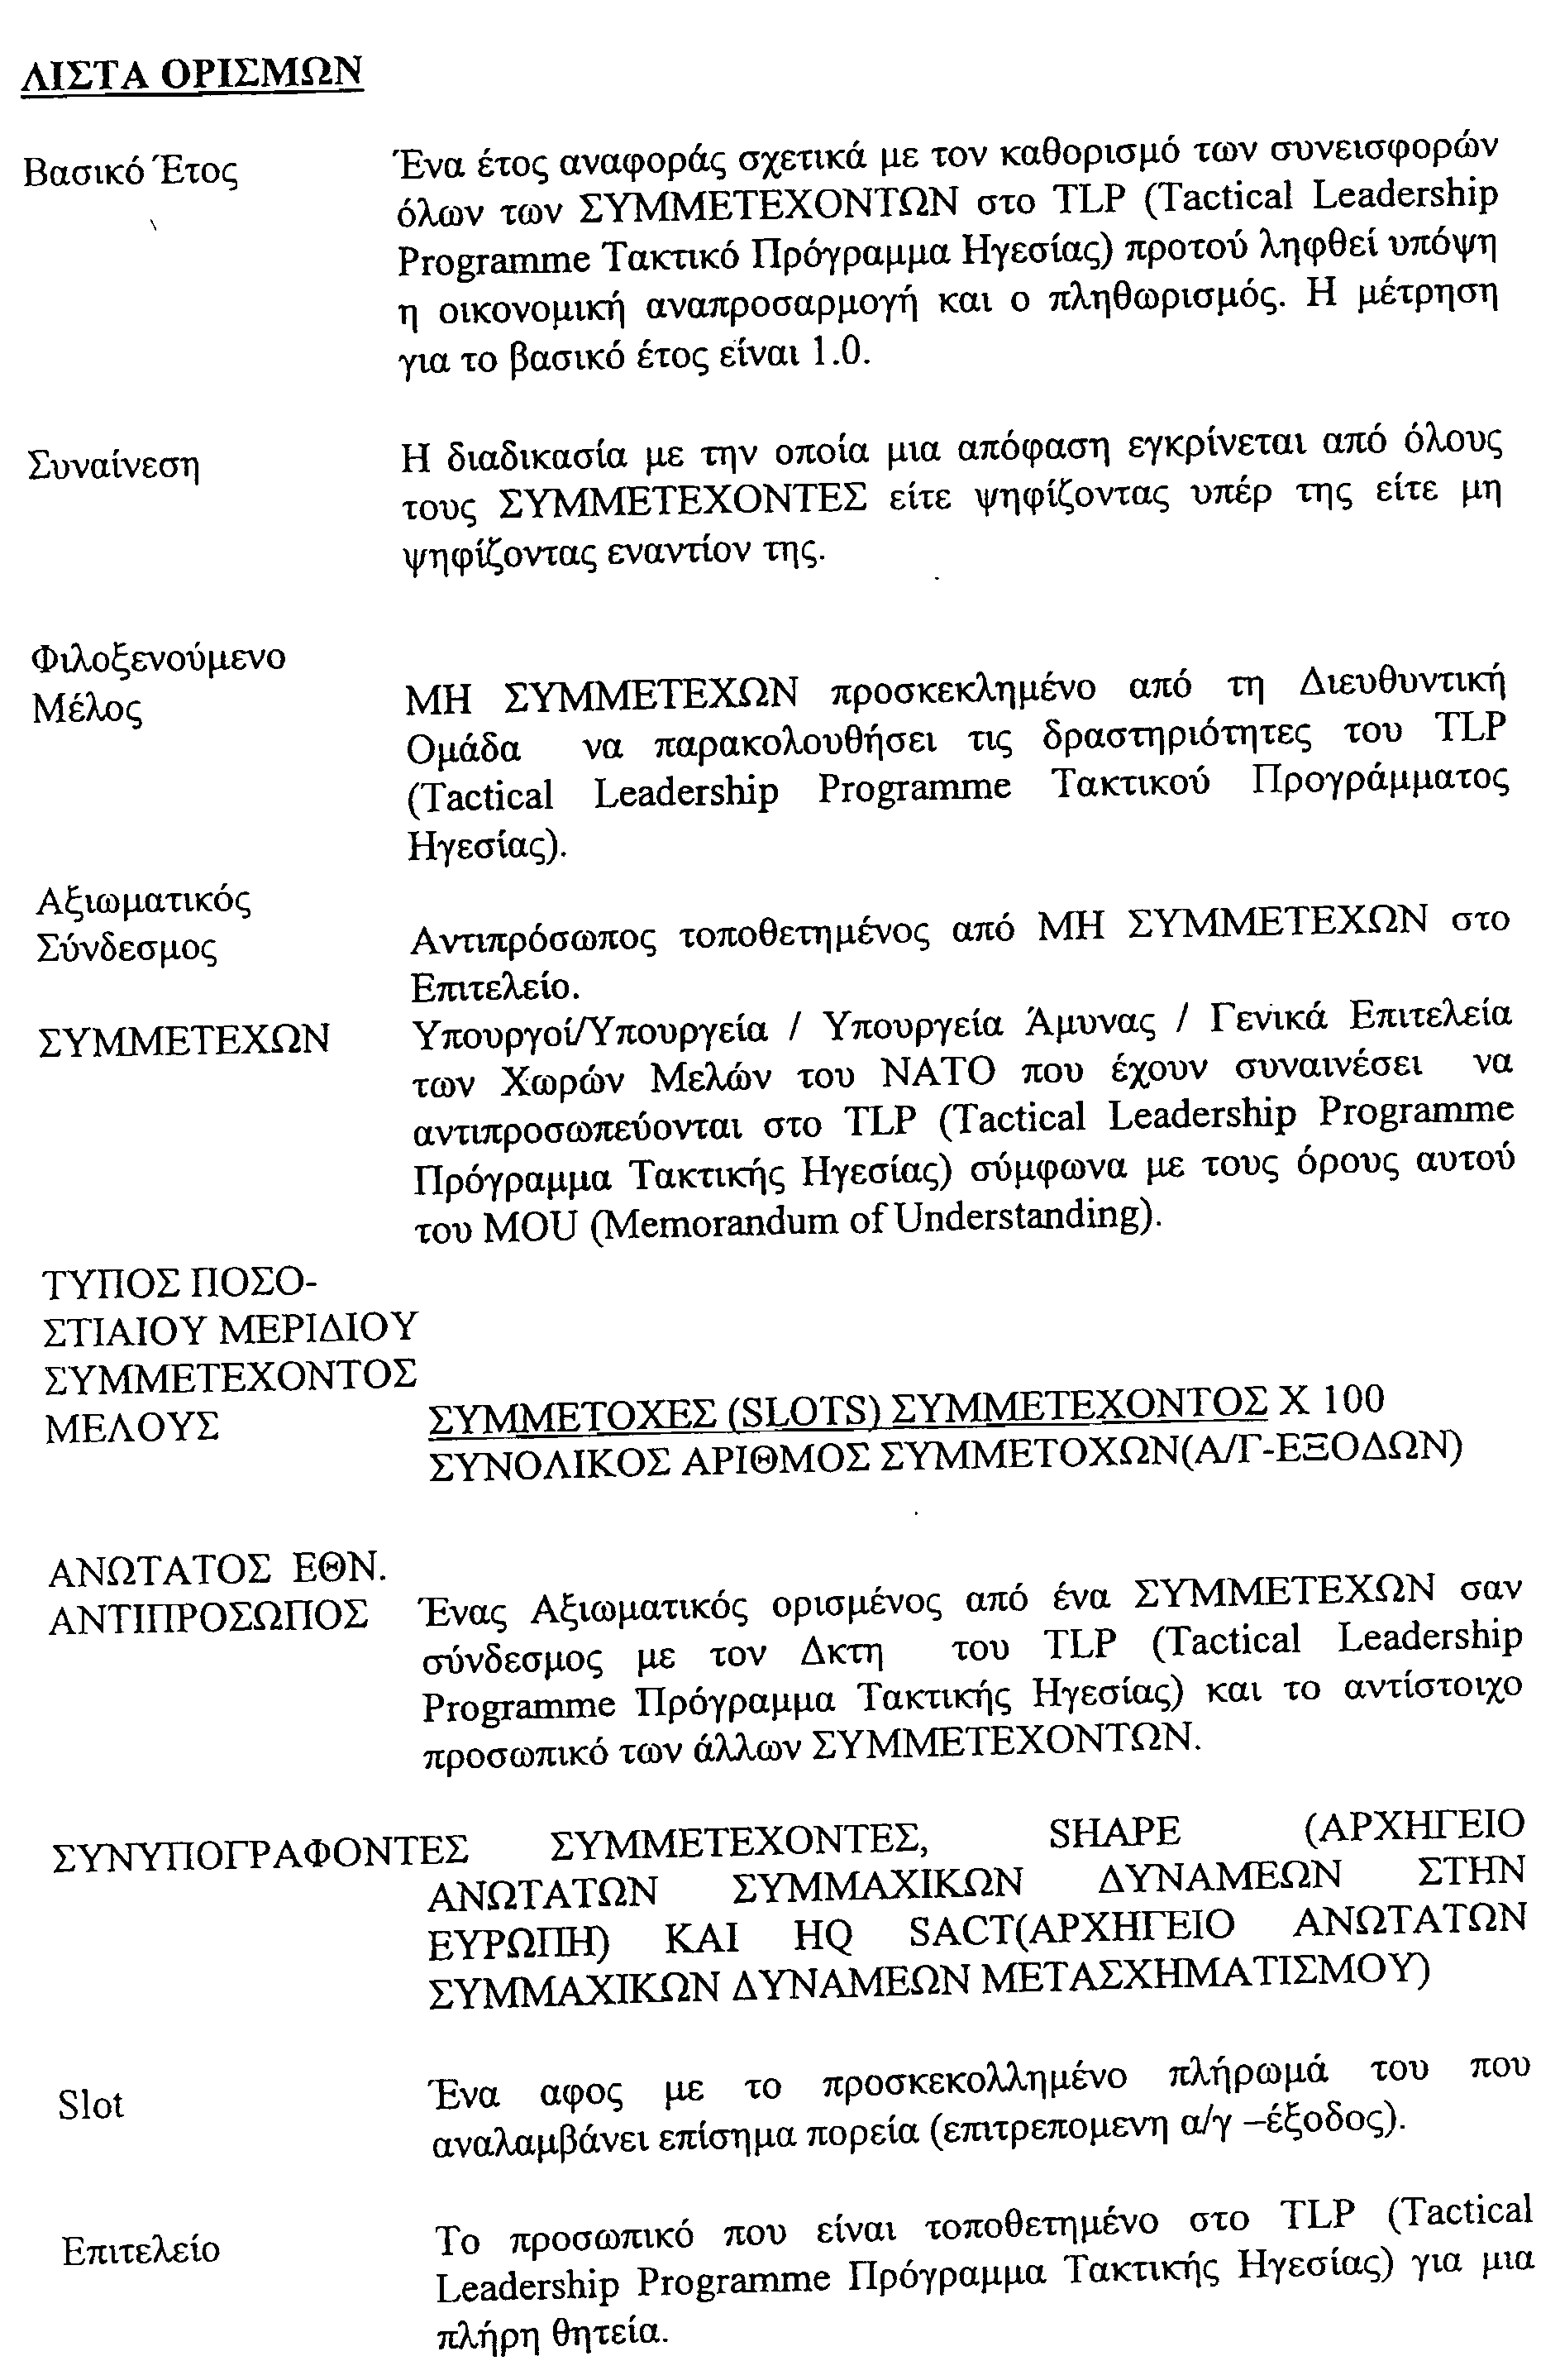 ΛΙΣΤΑ ΟΡΙΣΜΩΝ
Βασικό Έτος Ένα έτος αναφοράς σχετικά με τον καθορισμό των συνεισφορών
όλων των ΣΥΜΜΕΤΕΧΟΝΤΩΝ στο TLP (Tactical Leadership
Programme Τακτικό Πρόγραμμα Ηγεσίας) προτού ληφθεί υπόψη
η οικονομική αναπροσαρμογή και ο πληθωρισμός. Η μέτρηση
για το βασικό έτος είναι 1.0.
Συναίνεση Η διαδικασία με την οποία μια απόφαση εγκρίνεται από όλους
τους ΣΥΜΜΕΤΕΧΟΝΤΕΣ είτε ψηφίζοντας υπέρ της είτε μη
ψηφίζοντας εναντίον της.
Φιλοξενούμενο
Μέλος ΜΗ ΣΥΜΜΕΤΕΧΩΝ προσκεκλημένο από τη Διευθυντική
Ομάδα να παρακολουθήσει τις δραστηριότητες του TLP
(Tactical Leadership Programme Τακτικού Προγράμματος
Ηγεσίας).
Αξιωματικός
Σύνδεσμος Αντιπρόσωπος τοποθετημένος από ΜΗ ΣΥΜΜΕΤΕΧΩΝ στο
Επιτελείο.
ΣΥΜΜΕΤΕΧΩΝ Υπουργοί/Υπουργεία / Υπουργεία Άμυνας / Γενικά Επιτελεία
των Χωρών Μελών του ΝΑΤΟ που έχουν συναινέσει να
αντιπροσωπεύονται στο TLP (Tactical Leadership Programme
Πρόγραμμα Τακτικής Ηγεσίας) σύμφωνα με τους όρους αυτού
του MOU (Memorandum of Understanding).
ΤΥΠΟΣ ΠΟΣΟ-
ΣΤΙΑΙΟΥ ΜΕΡΙΔΙΟΥ
ΣΥΜΜΕΤΕΧΟΝΤΟΣ
ΜΕΛΟΥΣ ΣΥΜΜΕΤΟΧΕΣ (SLOTS) ΣΥΜΜΕΤΕΧΟΝΤΟΣ Χ 100
ΣΥΝΟΛΙΚΟΣ ΑΡΙΘΜΟΣ ΣΥΜΜΕΤΟΧΩΝ(Α/Γ-ΕΞΟΔΩΝ)
ΑΝΩΤΑΤΟΣ ΕΘΝ.
ΑΝΤΙΠΡΟΣΩΠΟΣ Ένας Αξιωματικός ορισμένος από ένα ΣΥΜΜΕΤΕΧΩΝ σαν
σύνδεσμος με τον Δκτη του TLP (Tactical Leadership
Programme Πρόγραμμα Τακτικής Ηγεσίας) και το αντίστοιχο
προσωπικό των άλλων ΣΥΜΜΕΤΕΧΟΝΤΩΝ.
ΣΥΝΥΠΟΓΡΑΦΟΝΤΕΣ ΣΥΜΜΕΤΕΧΟΝΤΕΣ, SHAPE (ΑΡΧΗΓΕΙΟ
ΑΝΩΤΑΤΩΝ ΣΥΜΜΑΧΙΚΩΝ ΔΥΝΑΜΕΩΝ ΣΤΗΝ
ΕΥΡΩΠΗ) ΚΑΙ HQ SACT(ΑΡΧΗΓΕΙΟ ΑΝΩΤΑΤΩΝ
ΣΥΜΜΑΧΙΚΩΝ ΔΥΝΑΜΕΩΝ ΜΕΤΑΣΧΗΜΑΤΙΣΜΟΥ)
Slot Ένα αφος με το προσκεκολλημένο πλήρωμά του που
αναλαμβάνει επίσημα πορεία (επιτρεπομενη α/γ –έξοδος).
Επιτελείο Το προσωπικό που είναι τοποθετημένο στο TLP (Tactical
Leadership Programme Πρόγραμμα Τακτικής Ηγεσίας) για μια
πλήρη θητεία.